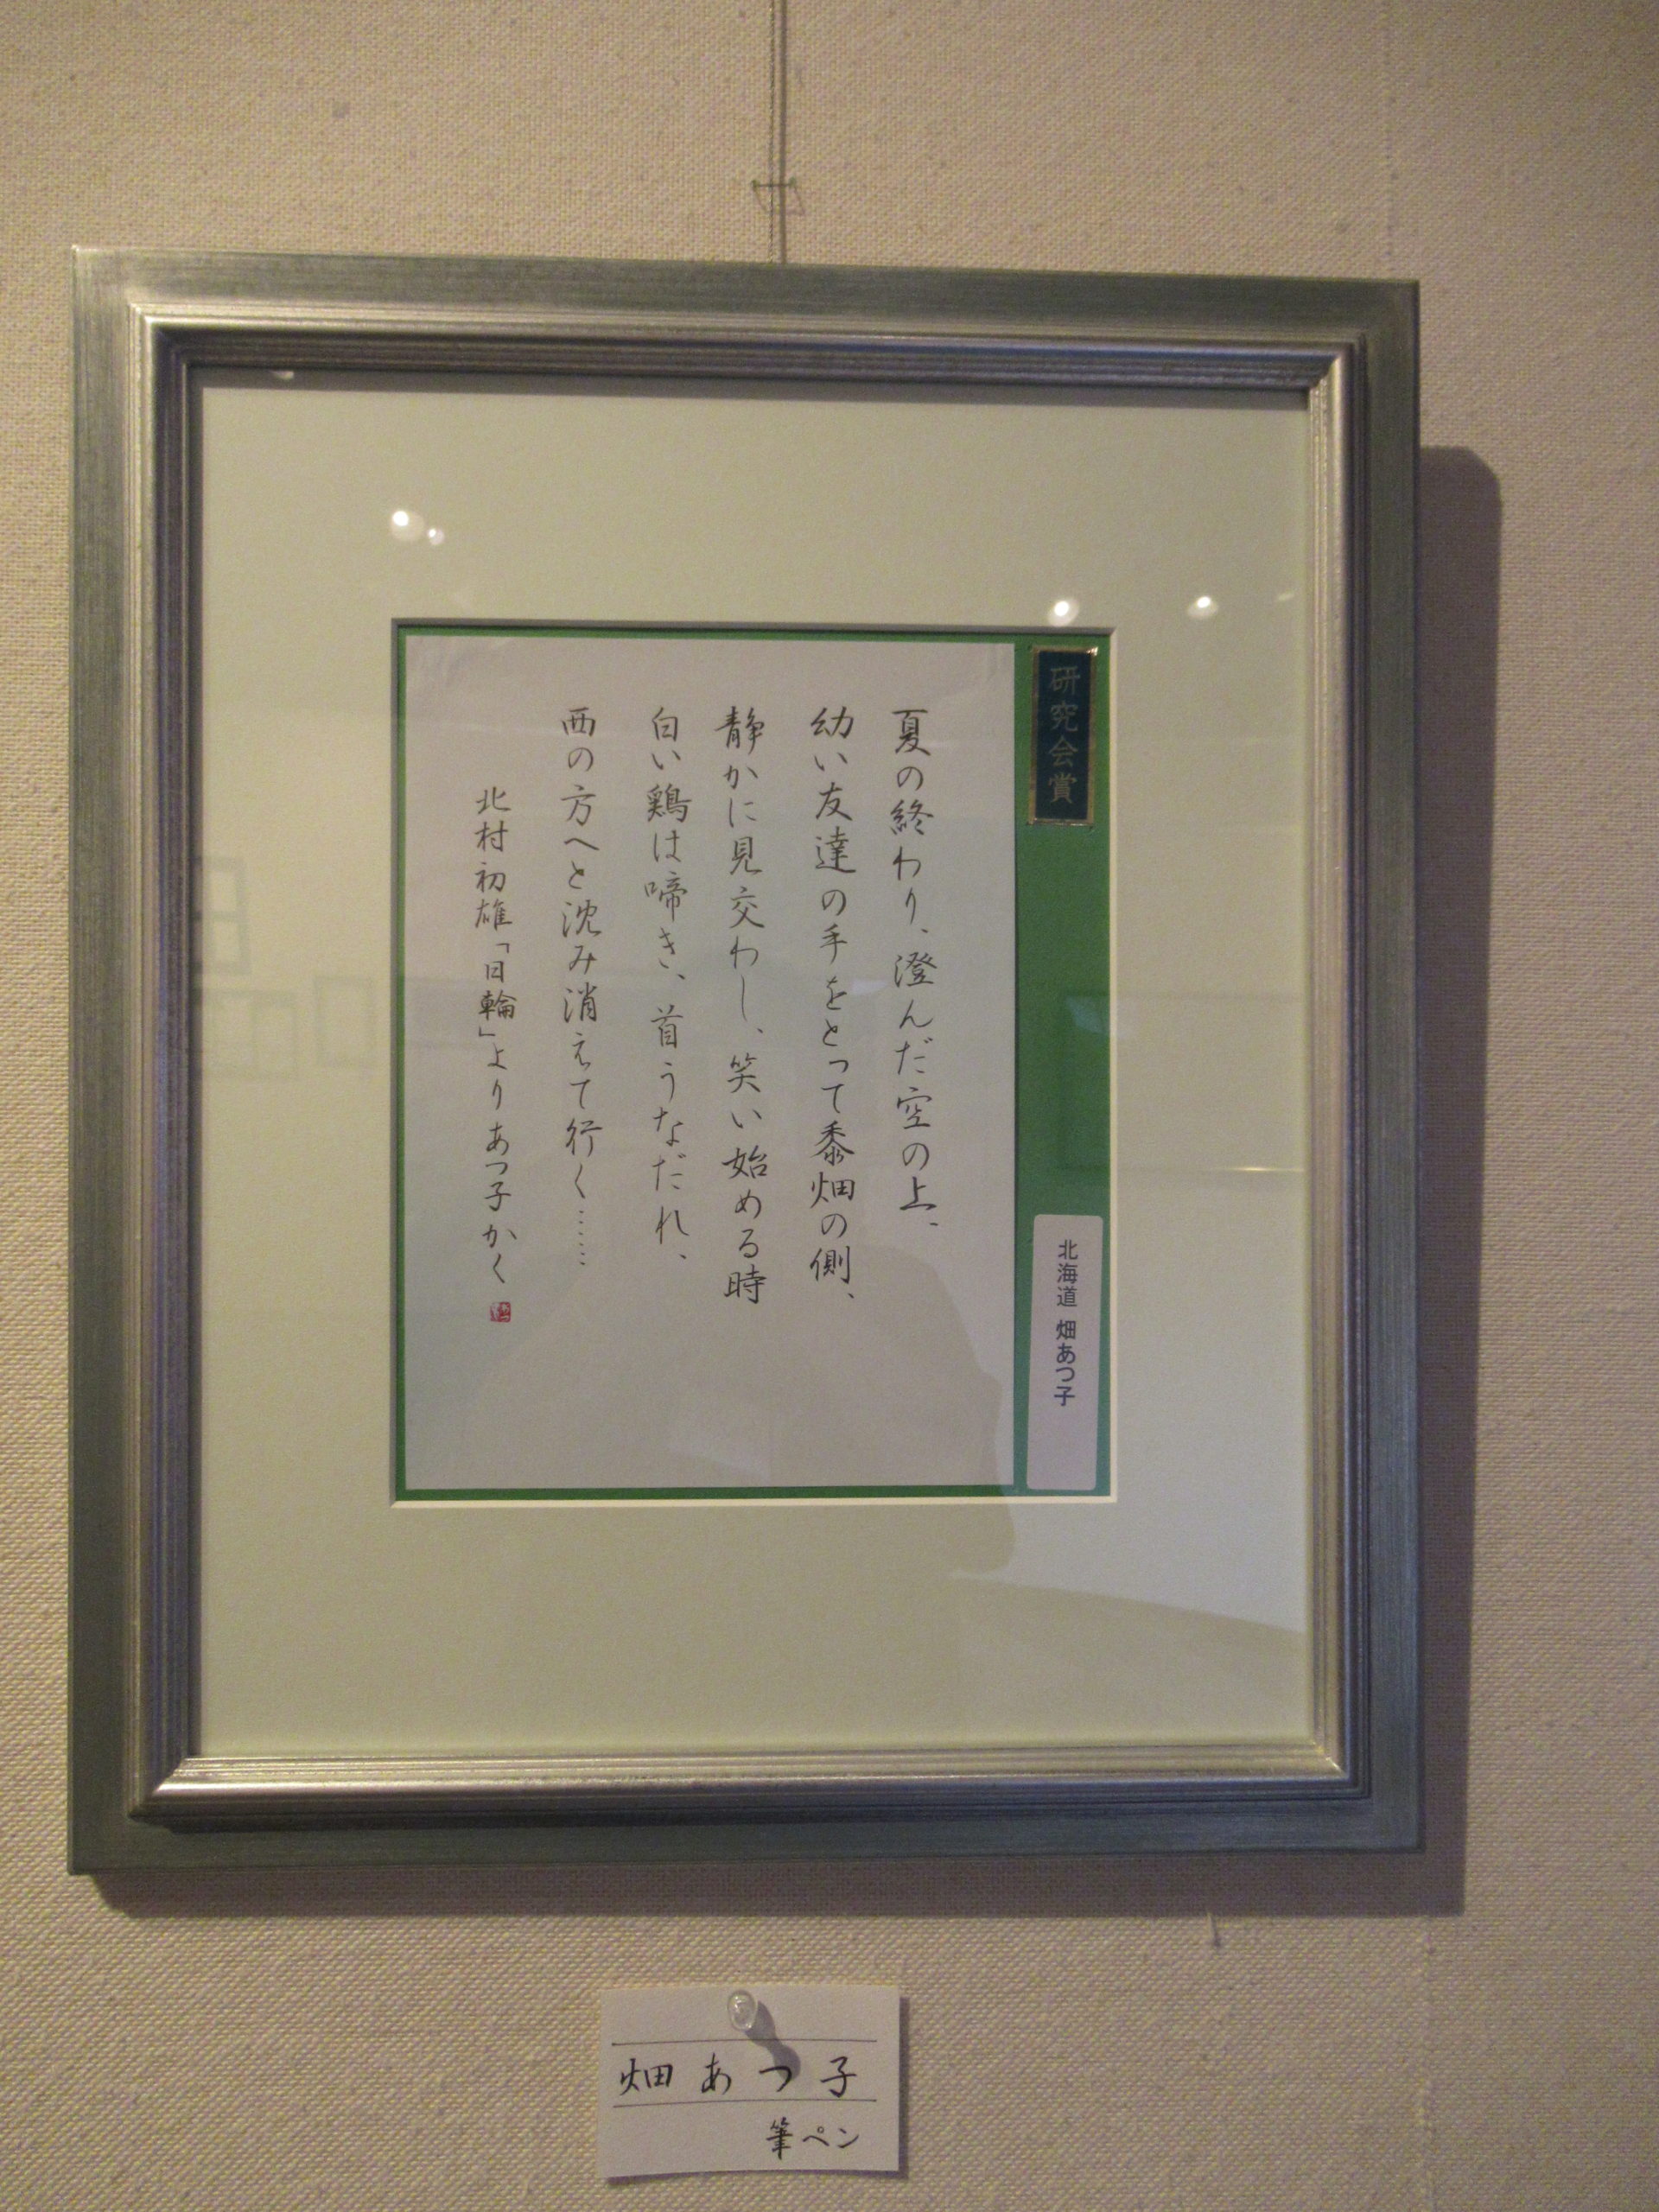 研究会賞
北海道 畑あつ子
夏の終わり、澄んだ空の上、
幼い友達の手をとって黍畑の側、
静かに見交わし、笑い始める時
白い鶏は啼き、首うなだれ、
西の方へと沈み消えて行く……
北村初雄「日輪」より あつ子かく
畑あつ子
筆ペン